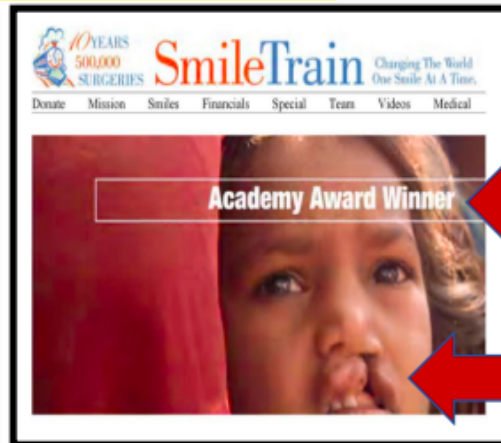 10 YEARS
500,000
SURGERIES
SmileTrain
Changing The World
One Smile At A Time.
Donate Mission Smiles Financials Special Team Videos Medical
Academy Award Winner